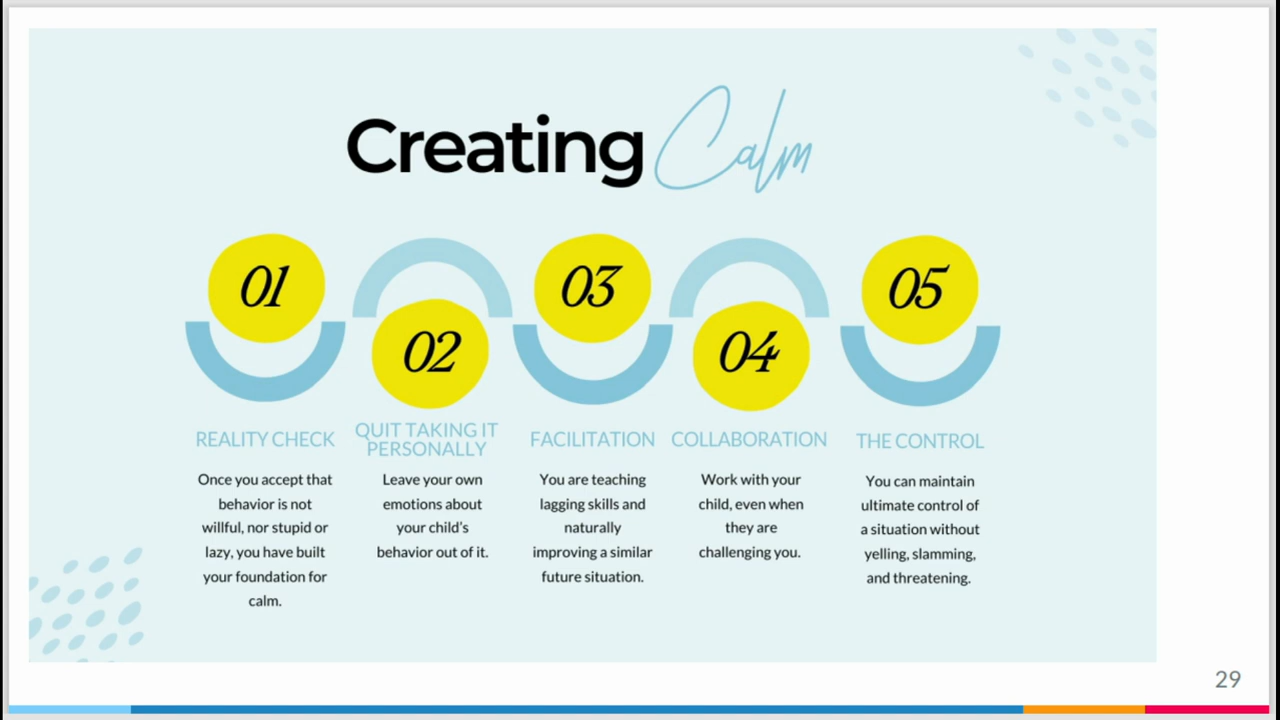 Creating Calm
01
02
03
04
05
REALITY CHECK
Once you accept that
behavior is not
willful, nor stupid or
lazy, you have built
your foundation for
calm.
QUIT TAKING IT
PERSONALLY
Leave your own
emotions about
your child's
behavior out of it.
FACILITATION
You are teaching
lagging skills and
naturally
improving a similar
future situation.
COLLABORATION
Work with your
child, even when
they are
challenging you.
THE CONTROL
You can maintain
ultimate control of
a situation without
yelling, slamming,
and threatening.
29